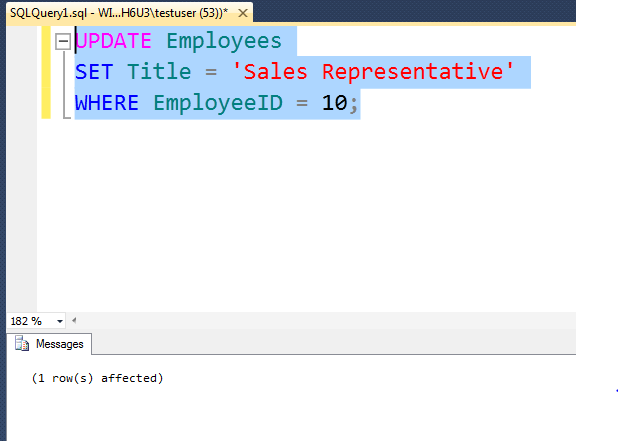 SQLQuery1.sql - WI...H6U3\testuser (53))*
UPDATE Employees
SET Title = 'Sales Representative'
WHERE EmployeeID = 10;
182 %
Messages
(1 row(s) affected)